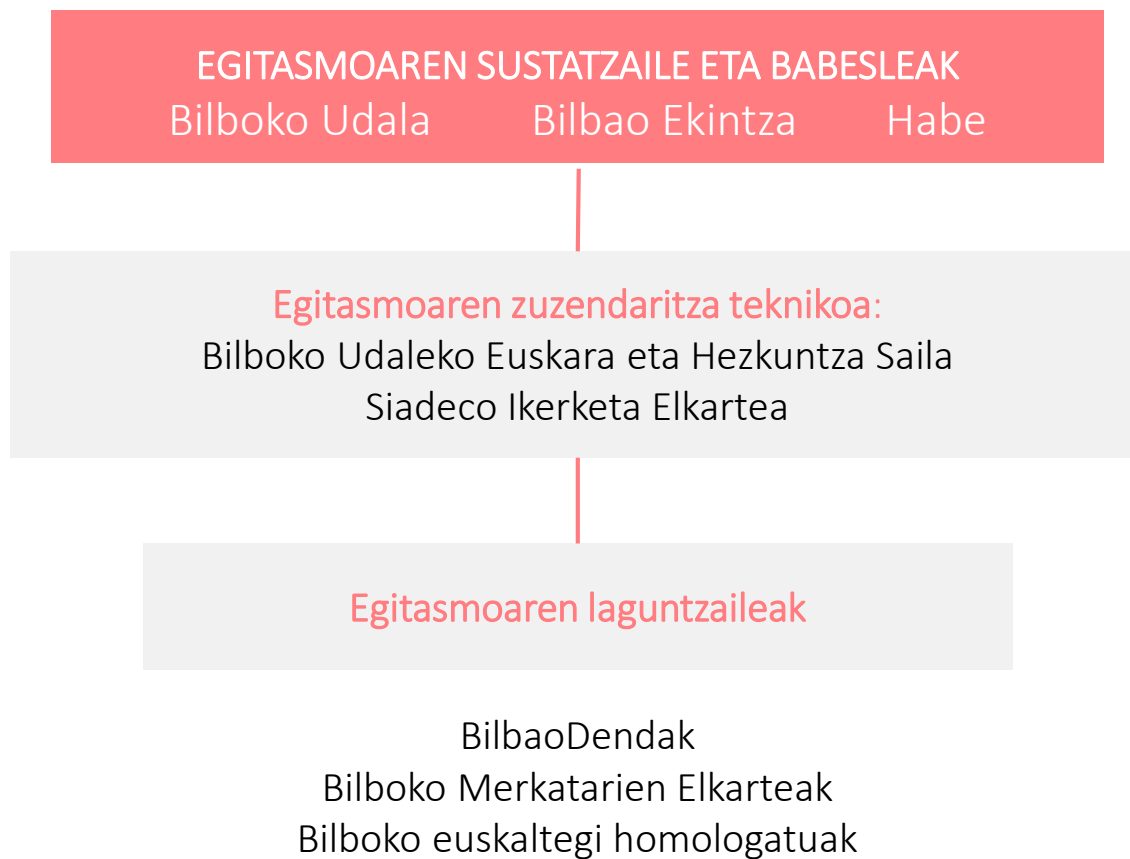 EGITASMOAREN SUSTATZAILE ETA BABESLEAK
Bilboko Udala Bilbao Ekintza Habe
Egitasmoaren zuzendaritza teknikoa:
Bilboko Udaleko Euskara eta Hezkuntza Saila
Siadeco Ikerketa Elkartea
Egitasmoaren laguntzaileak
BilbaoDendak
Bilboko Merkatarien Elkarteak
Bilboko euskaltegi homologatuak